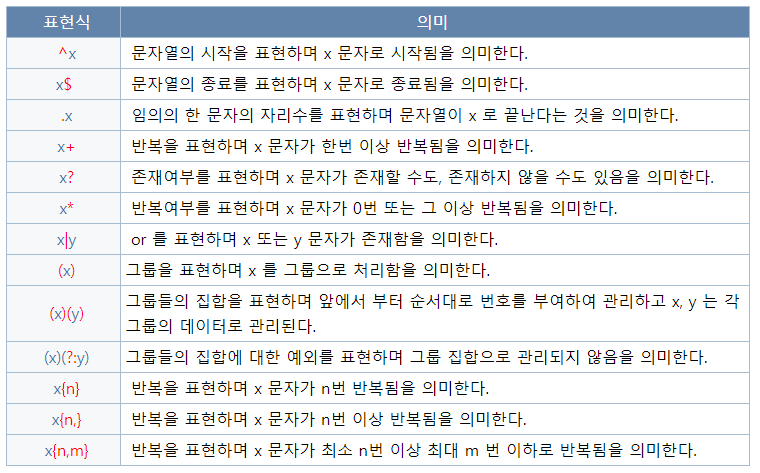 표현식 의미
^x 문자열의 시작을 표현하며 x 문자로 시작됨을 의미한다.
x$ 문자열의 종료를 표현하며 x 문자로 종료됨을 의미한다.
.x 임의의 한 문자의 자리수를 표현하며 문자열이 x 로 끝난다는 것을 의미한다.
x+ 반복을 표현하며 x 문자가 한번 이상 반복됨을 의미한다.
x? 존재여부를 표현하며 x 문자가 존재할 수도, 존재하지 않을 수도 있음을 의미한다.
x* 반복여부를 표현하며 x 문자가 0번 또는 그 이상 반복됨을 의미한다.
x|y or 를 표현하며 x 또는 y 문자가 존재함을 의미한다.
(x) 그룹을 표현하며 x 를 그룹으로 처리함을 의미한다.
(x)(y) 그룹들의 집합을 표현하며 앞에서 부터 순서대로 번호를 부여하여 관리하고 x, y 는 각
그룹의 데이터로 관리된다.
(x)(?:y) 그룹들의 집합에 대한 예외를 표현하며 그룹 집합으로 관리되지 않음을 의미한다.
x{n} 반복을 표현하며 x 문자가 n번 반복됨을 의미한다.
x{n,} 반복을 표현하며 x 문자가 n번 이상 반복됨을 의미한다.
x{n,m} 반복을 표현하며 x 문자가 최소 n번 이상 최대 m 번 이하로 반복됨을 의미한다.